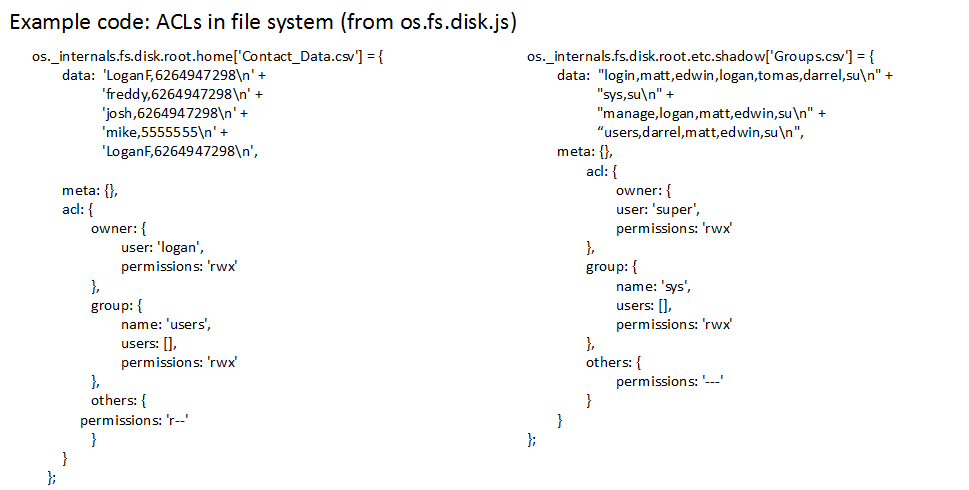 Example code: ACLs in file system (from os.fs.disk.js)
os._internals.fs.disk.root.home['Contact_Data.csv'] = {
data: 'LoganF,6264947298\n' +
'freddy,6264947298\n' +
'josh,6264947298\n' +
'mike,5555555\n' +
'LoganF,6264947298\n',
meta: {},
acl: {
owner: {
user: 'logan',
permissions: 'rwx'
},
group: {
name: 'users',
users: [],
permissions: 'rwx'
},
others: {
permissions: 'r--'
}
}
};
os._internals.fs.disk.root.etc.shadow['Groups.csv'] = {
data: "login,matt,edwin,logan,tomas,darrel,su\n" +
"sys,su\n" +
"manage,logan,matt,edwin,su\n" +
“users,darrel,matt,edwin,su\n",
meta: {},
acl: {
owner: {
user: 'super',
permissions: 'rwx'
},
group: {
name: 'sys',
users: [],
permissions: 'rwx'
},
others: {
permissions: '---'
}
}
};